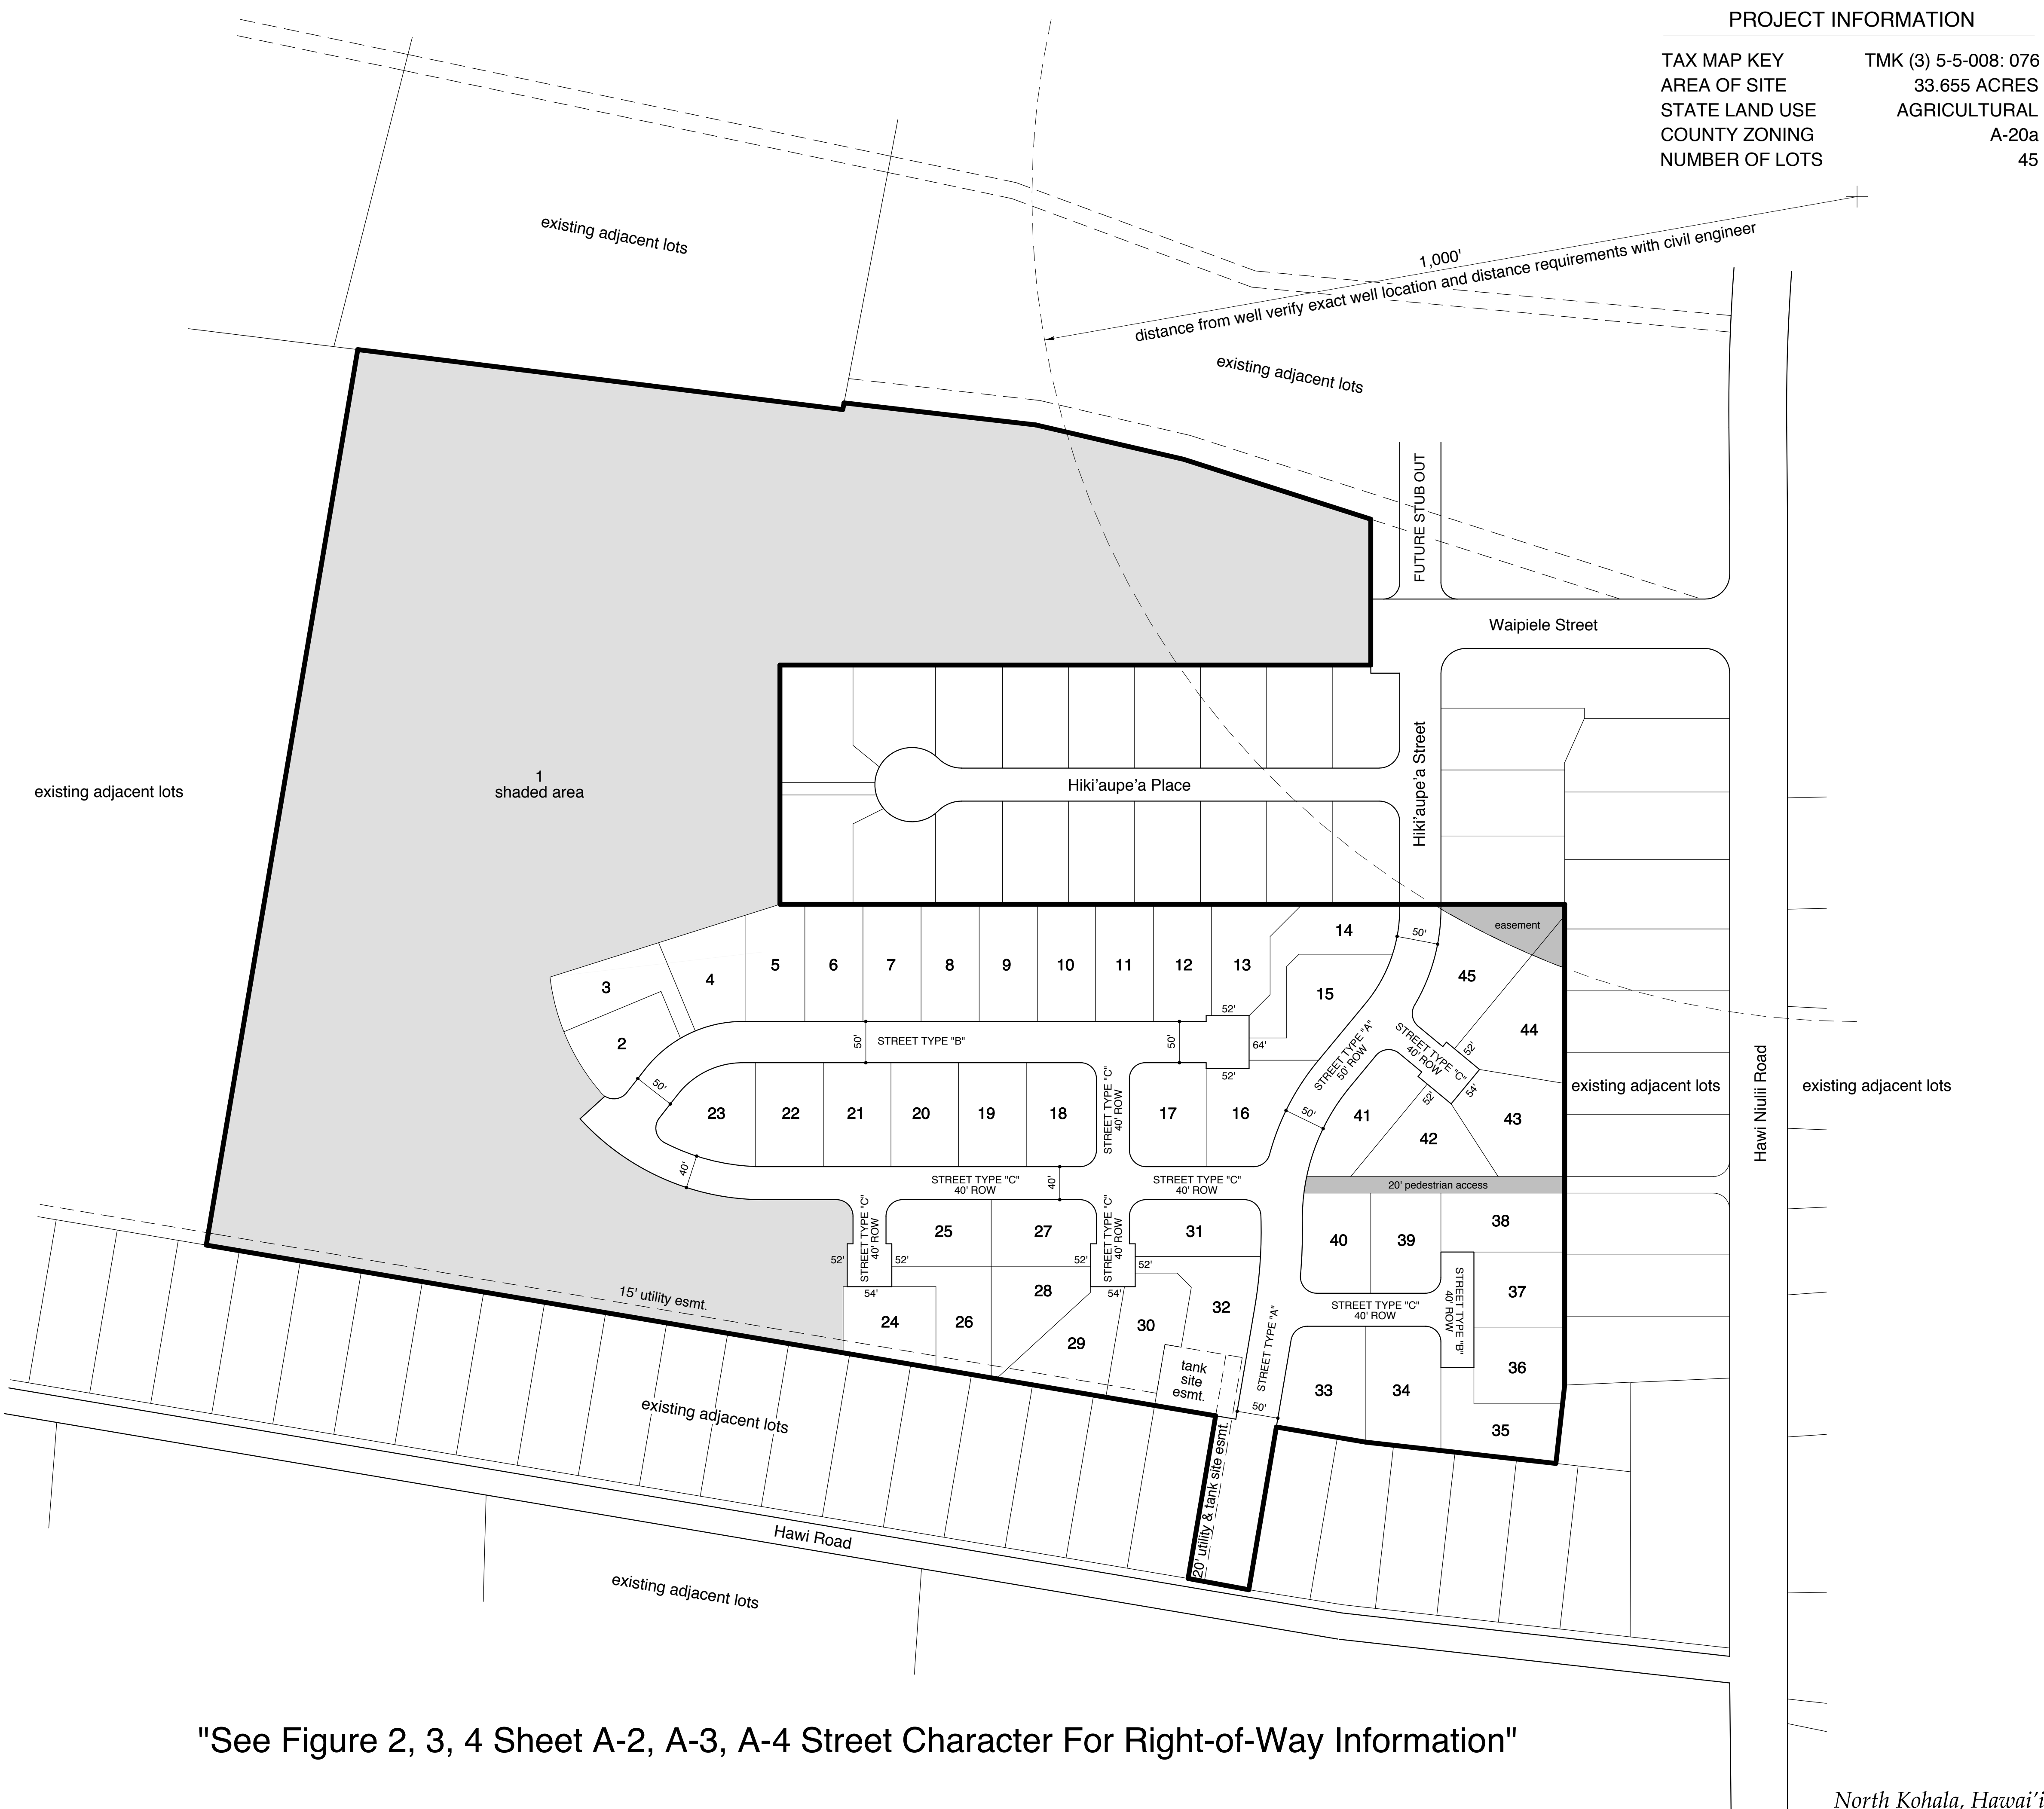 PROJECT INFORMATION
TAX MAP KEY TMK (3) 5-5-008: 076
AREA OF SITE 33.655 ACRES
STATE LAND USE AGRICULTURAL
COUNTY ZONING A-20a
NUMBER OF LOTS 45
existing adjacent lots
1,000'
distance from well verify exact well location and distance requirements with civil engineer
existing adjacent lots
FUTURE STUB OUT
Waipiele Street
Hiki'aupe'a Street
Hiki'aupe'a Place
existing adjacent lots
1
shaded area
easement
14
50'
45
3
4
5
6
7
8
9
10
11
12
13
15
52'
44
2
STREET TYPE "B"
50'
50'
64'
52'
STREET TYPE "A"
50' ROW
STREET TYPE "C"
40' ROW
52'
54'
52'
50'
23
22
21
20
19
18
STREET TYPE "C"
40' ROW
17
16
50'
41
42
43
existing adjacent lots
Hawi Niulii Road
existing adjacent lots
40'
STREET TYPE "C"
40' ROW
40'
STREET TYPE "C"
40' ROW
20' pedestrian access
STREET TYPE "C"
40' ROW
25
27
STREET TYPE "C"
40' ROW
31
40
39
38
52'
52'
52'
52'
54'
54'
28
24
26
29
30
32
STREET TYPE "A"
STREET TYPE "C"
40' ROW
STREET TYPE "B"
40' ROW
37
36
33
34
35
15' utility esmt.
tank
site
esmt.
50'
20' utility & tank site esmt.
existing adjacent lots
Hawi Road
existing adjacent lots
"See Figure 2, 3, 4 Sheet A-2, A-3, A-4 Street Character For Right-of-Way Information"
North Kohala, Hawai'i